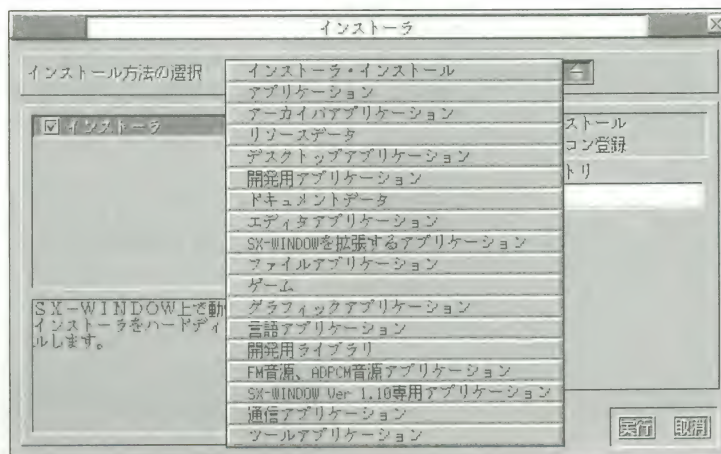 インストーラ
インストール方法の選択
インストーラ・インストール
アプリケーション
アーカイバアプリケーション
リソースデータ
デスクトップアプリケーション
開発用アプリケーション
ドキュメントデータ
エディタアプリケーション
SX-WINDOWを拡張するアプリケーション
ファイルアプリケーション
ゲーム
グラフィックアプリケーション
言語アプリケーション
開発用ライブラリ
FM音源、ADPCM音源アプリケーション
SX-WINDOW Ver 1.10専用アプリケーション
通信アプリケーション
ツールアプリケーション
インストーラ
SX-WINDOW上で動
インストーラをハードディ
ルします。
ストール
コン登録
トリ
実行 取消